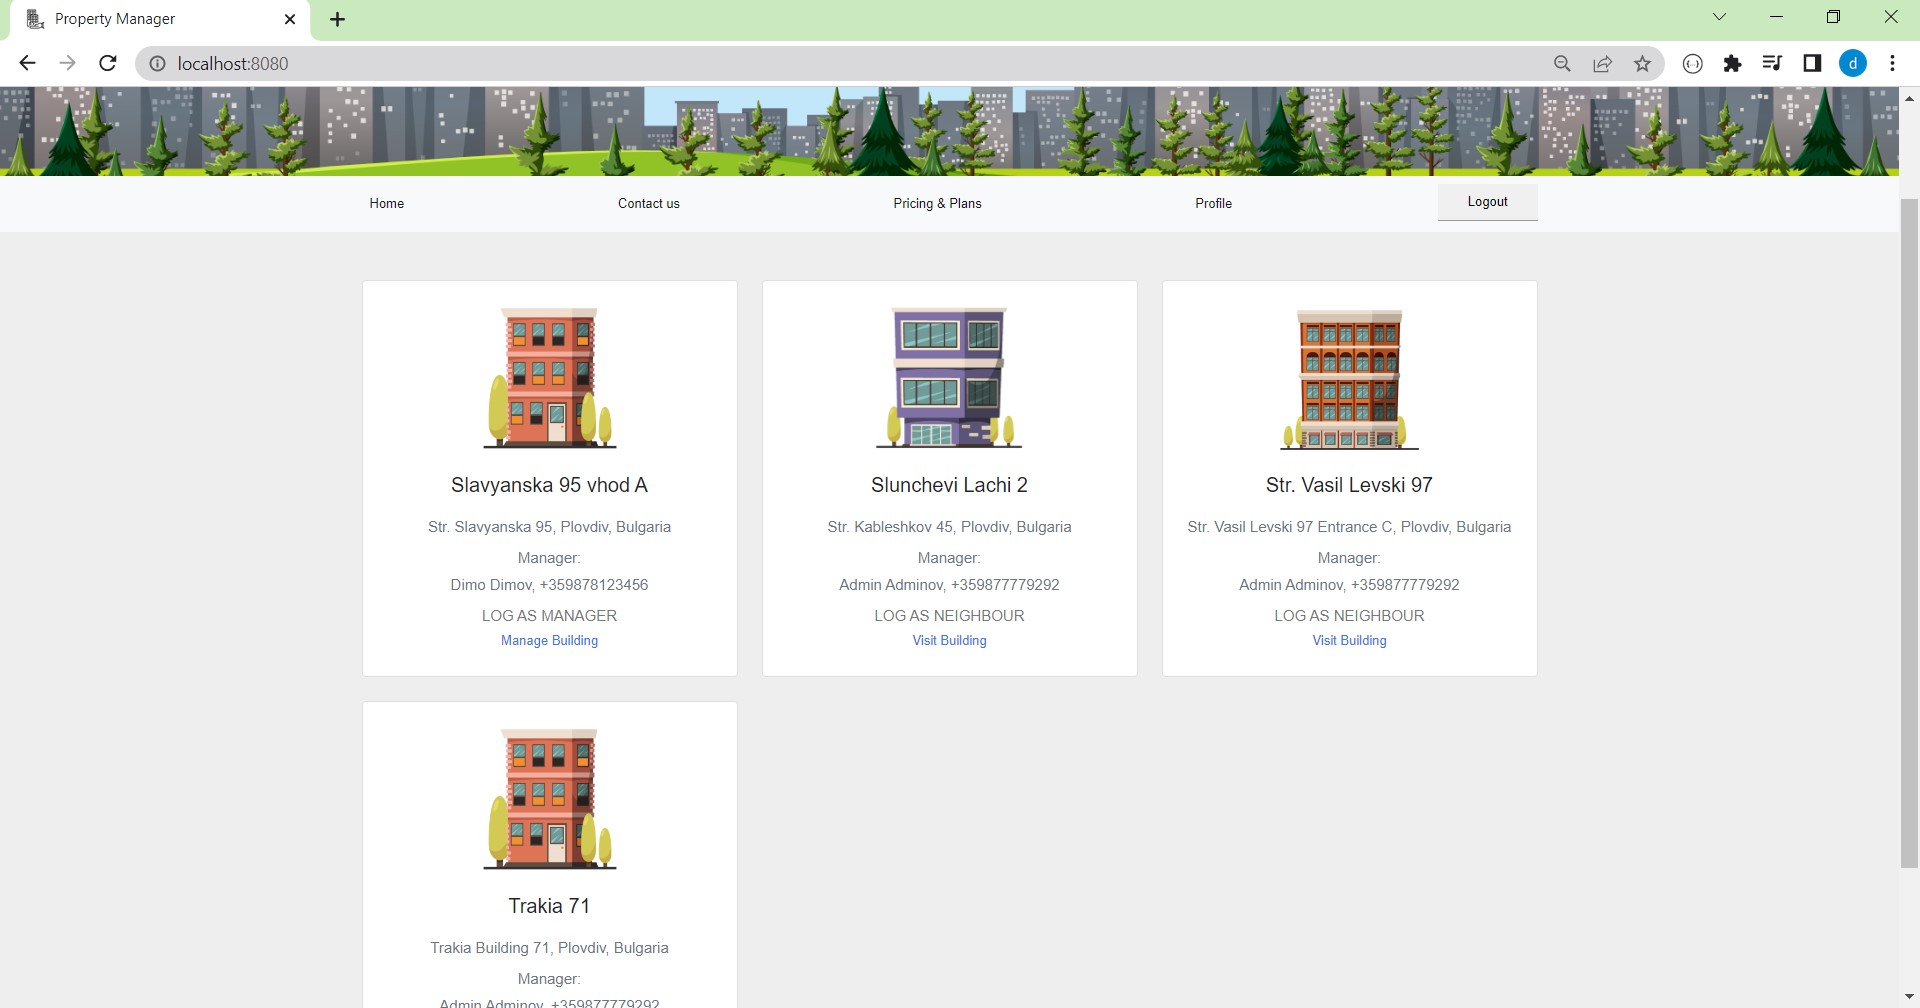 Property Manager
localhost:8080
d
Home
Contact us
Pricing & Plans
Profile
Logout
Slavyanska 95 vhod A
Str. Slavyanska 95, Plovdiv, Bulgaria
Manager:
Dimo Dimov, +359878123456
LOG AS MANAGER
Manage Building
Slunchevi Lachi 2
Str. Kableshkov 45, Plovdiv, Bulgaria
Manager:
Admin Adminov, +359877779292
LOG AS NEIGHBOUR
Visit Building
Str. Vasil Levski 97
Str. Vasil Levski 97 Entrance C, Plovdiv, Bulgaria
Manager:
Admin Adminov, +359877779292
LOG AS NEIGHBOUR
Visit Building
Trakia 71
Trakia Building 71, Plovdiv, Bulgaria
Manager:
Admin Adminov, +359877779292